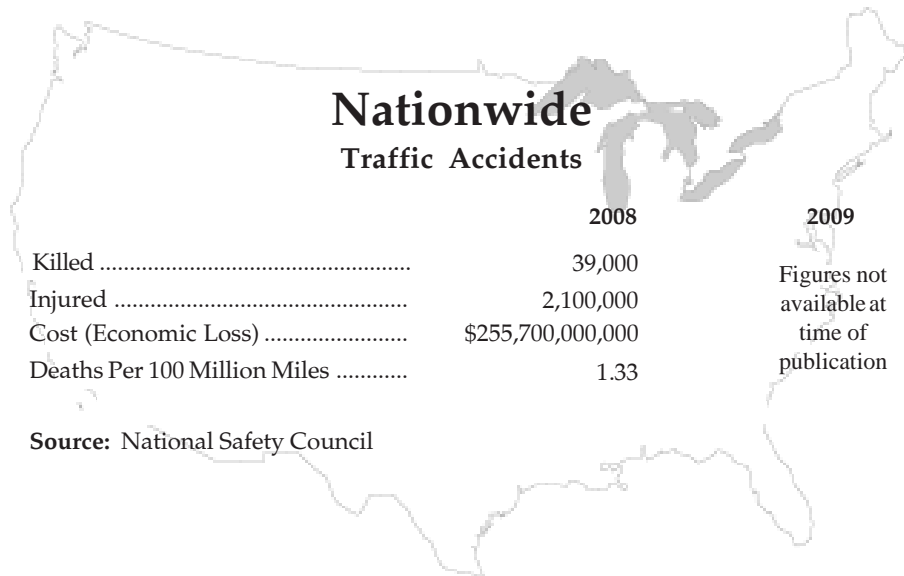 Nationwide
Traffic Accidents
2008 2009
Killed .................................................... 39,000
Injured ................................................. 2,100,000
Cost (Economic Loss) ........................ $255,700,000,000
Deaths Per 100 Million Miles ............ 1.33
Figures not
available at
time of
publication
Source: National Safety Council